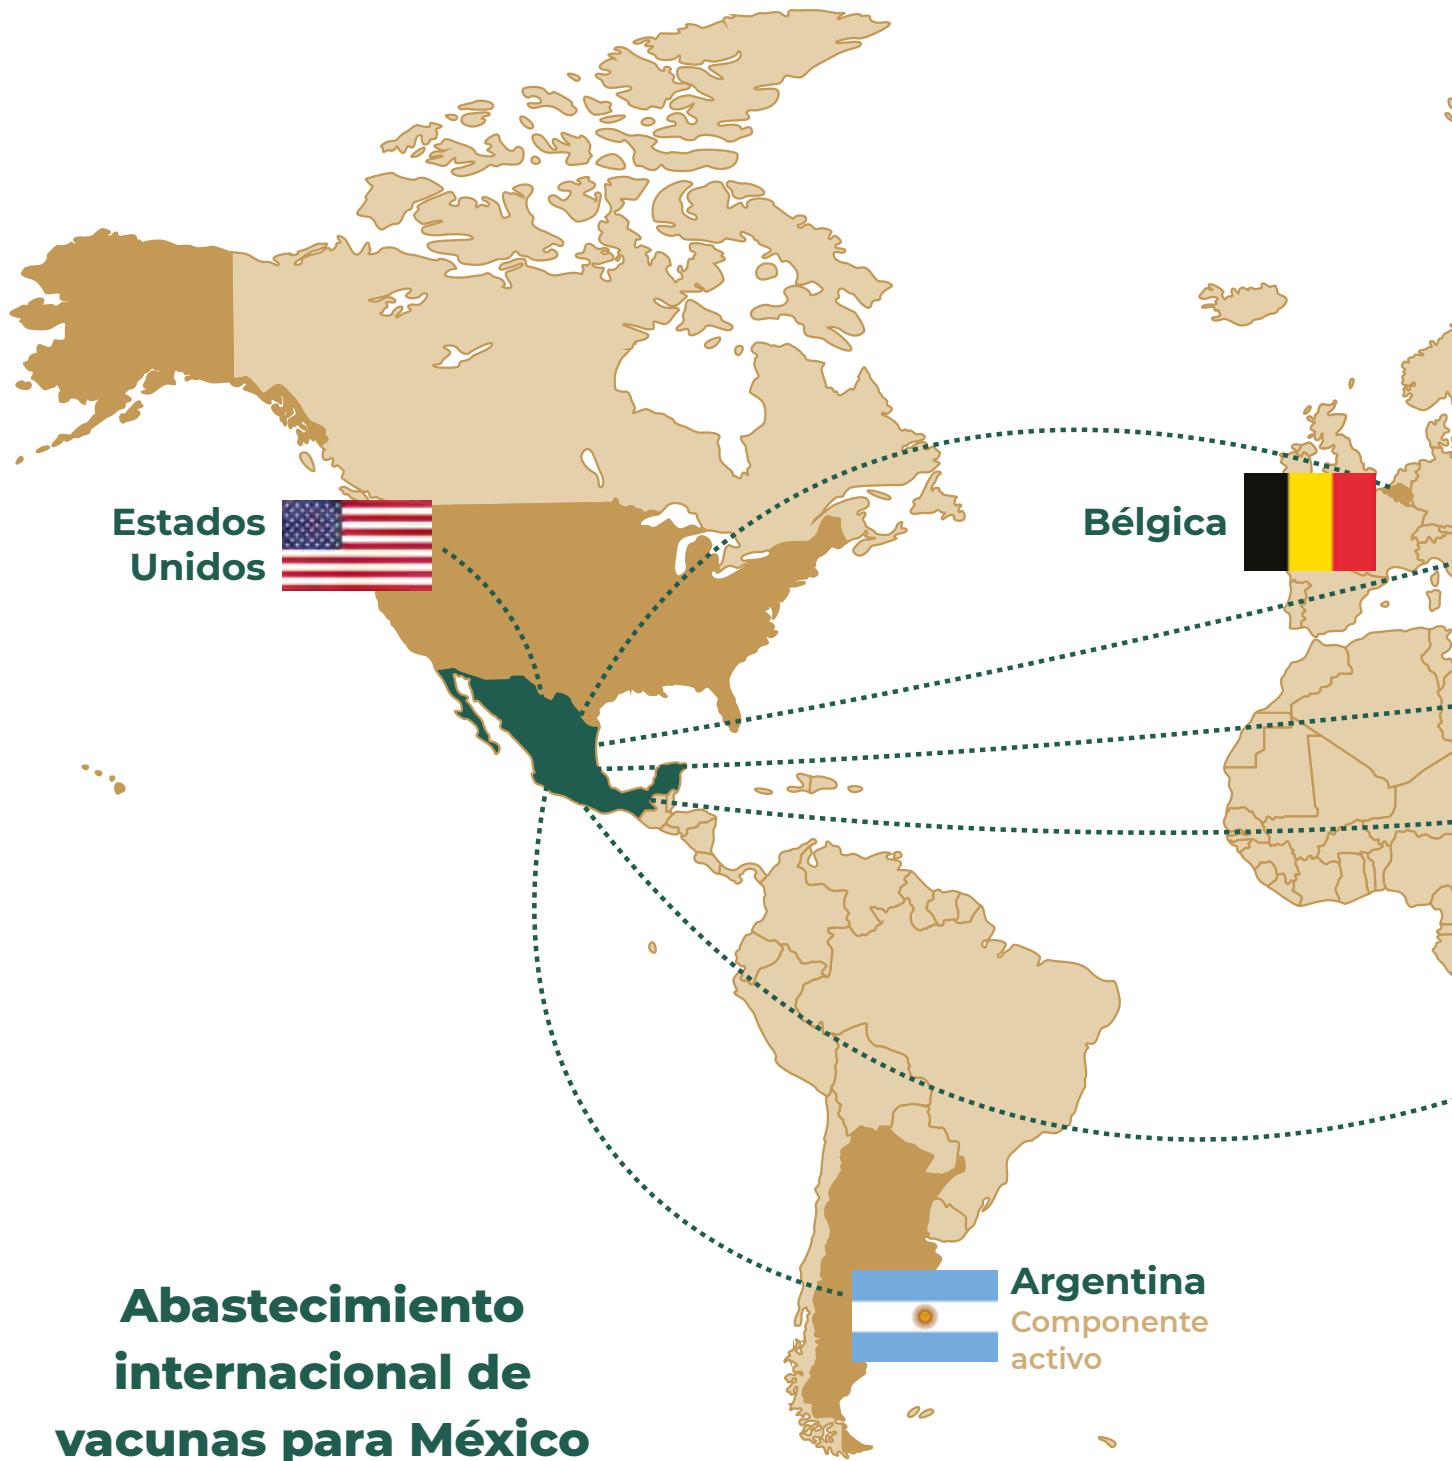 Estados
Unidos
Bélgica
Argentina
Componente
activo
Abastecimiento
internacional de
vacunas para México